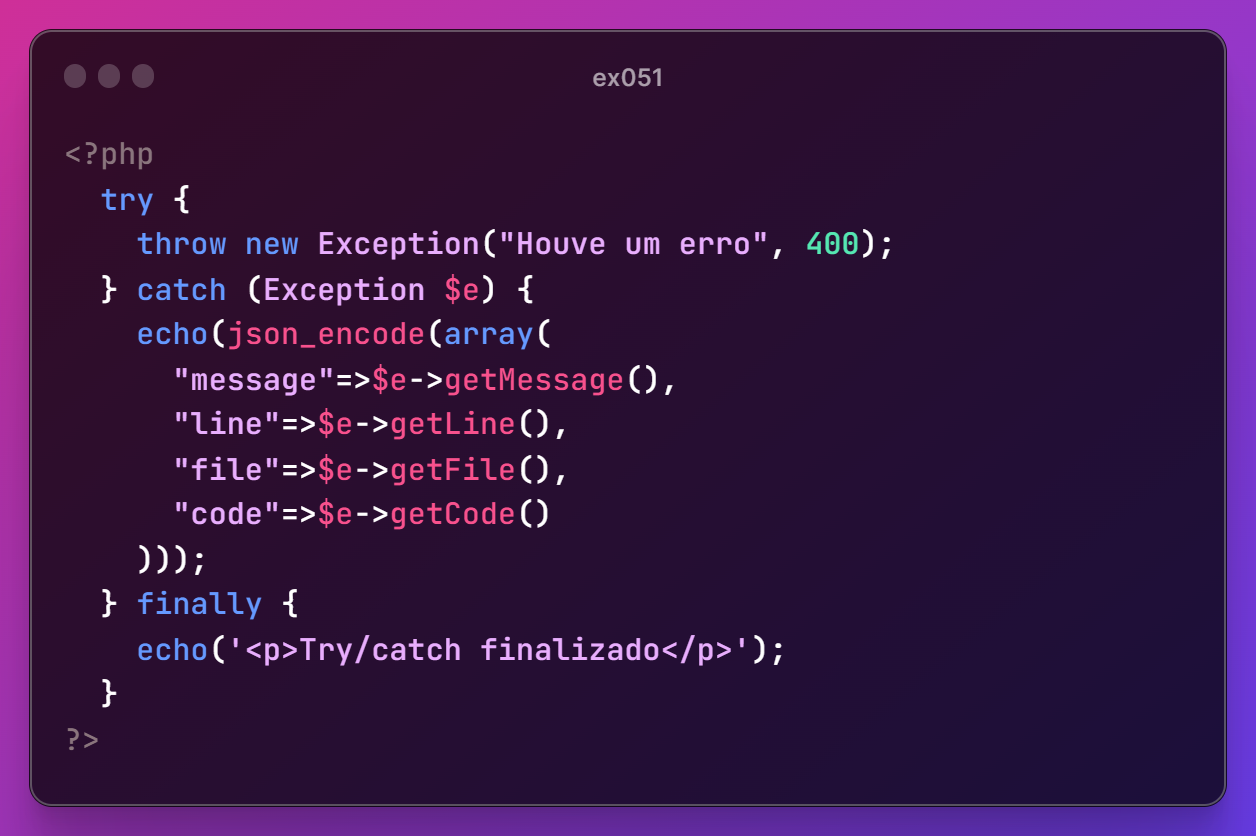 ex051
<?php
  try {
    throw new Exception("Houve um erro", 400);
  } catch (Exception $e) {
    echo(json_encode(array(
      "message"=>$e->getMessage(),
      "line"=>$e->getLine(),
      "file"=>$e->getFile(),
      "code"=>$e->getCode()
    )));
  } finally {
    echo('<p>Try/catch finalizado</p>');
  }
?>